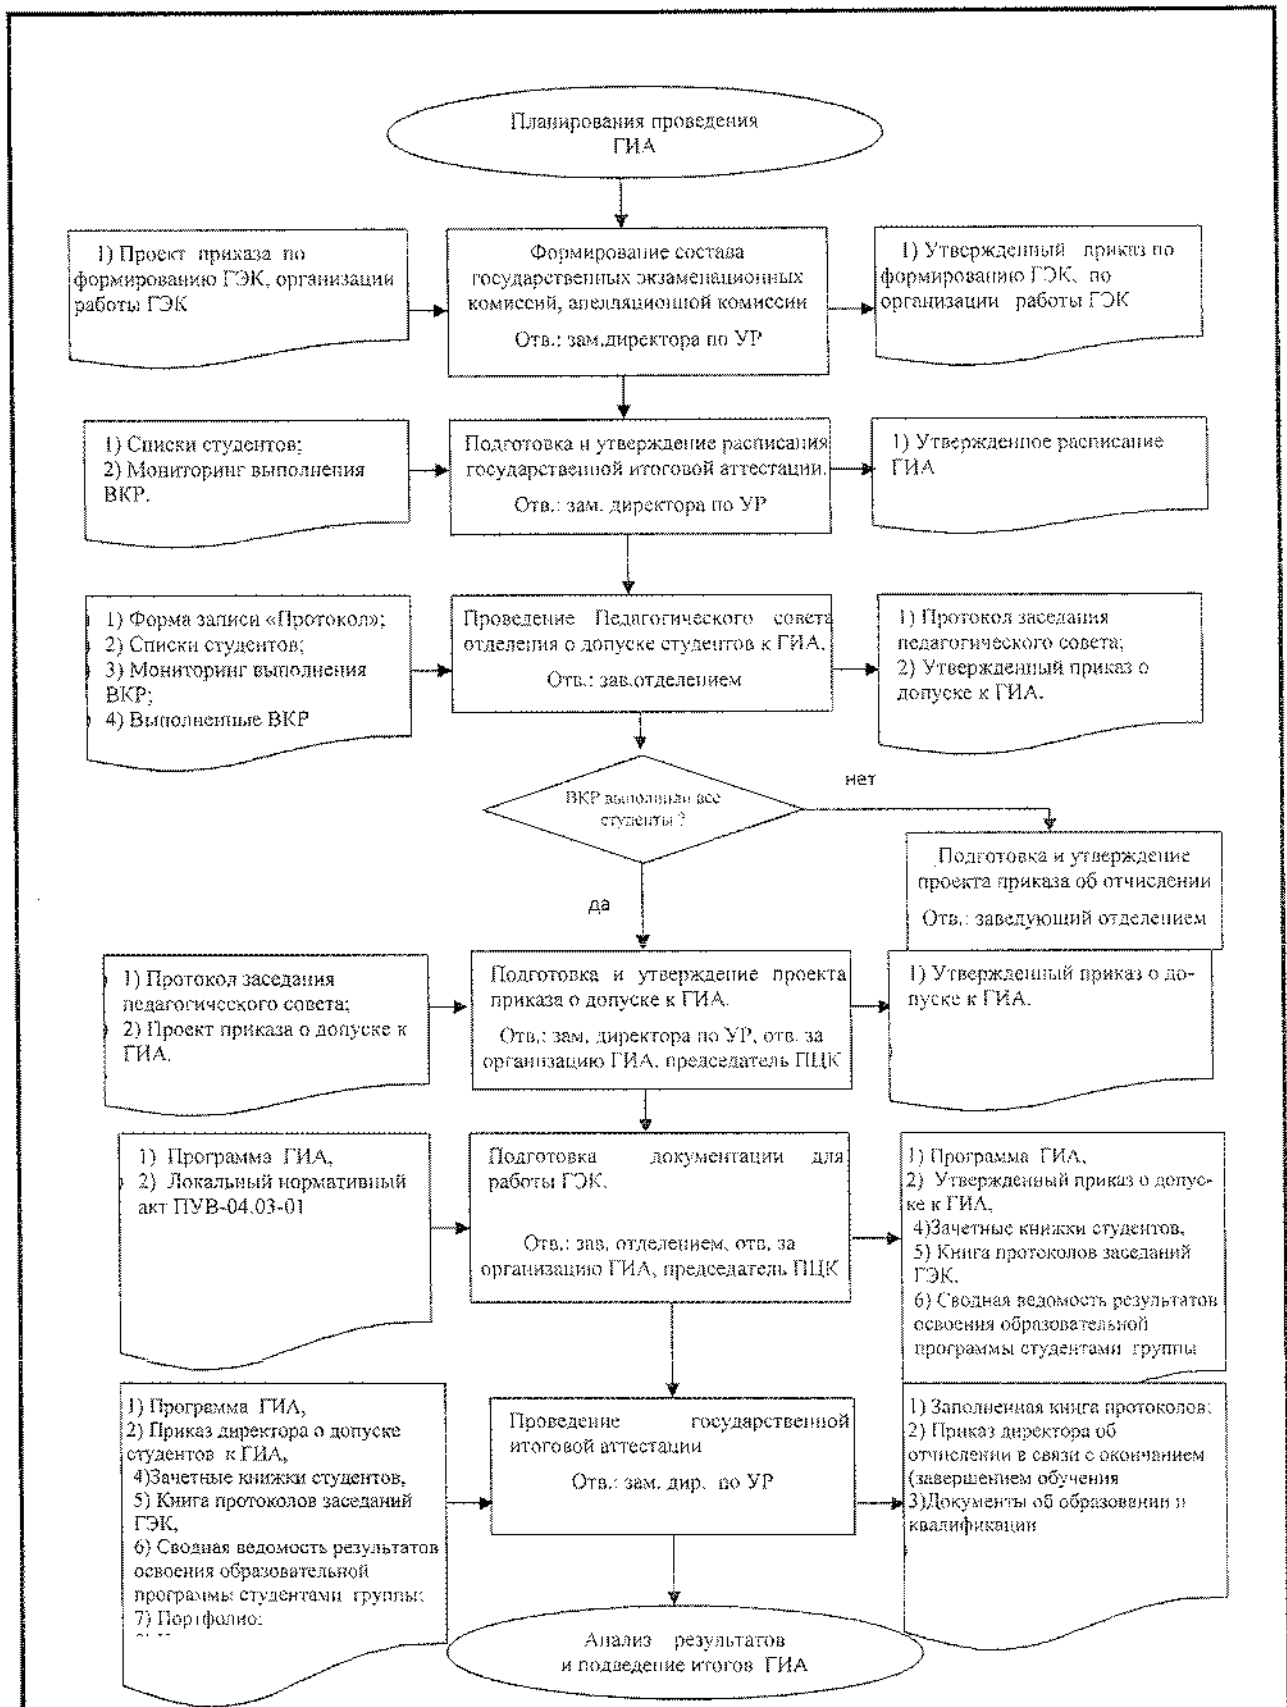 Планирования проведения
ГИА
1) Проект приказа по
формированию ГЭК, организации
работы ГЭК
Формирование состава
государственных экзаменационных
комиссий, апелляционной комиссии
Отв.: зам.директора по УР
1) Утвержденный приказ по
формированию ГЭК, по
организации работы ГЭК
1) Списки студентов;
2) Мониторинг выполнения
ВКР.
Подготовка и утверждение расписания
государственной итоговой аттестации.
Отв.: зам. директора по УР
1) Утвержденное расписание
ГИА
1) Форма записи «Протокол»;
2) Списки студентов;
3) Мониторинг выполнения
ВКР;
4) Выполненные ВКР
Проведение Педагогического совета
отделения о допуске студентов к ГИА.
Отв.: зав.отделением
1) Протокол заседания
педагогического совета;
2) Утвержденный приказ о
допуске к ГИА.
ВКР выполнили все
студенты ?
нет
Подготовка и утверждение
проекта приказа об отчислении
Отв.: заведующий отделением
да
1) Протокол заседания
педагогического совета;
2) Проект приказа о допуске к
ГИА.
Подготовка и утверждение проекта
приказа о допуске к ГИА.
Отв.: зам. директора по УР, отв. за
организацию ГИА, председатель ПЦК
1) Утвержденный приказ о до-
пуске к ГИА.
1) Программа ГИА,
2) Локальный нормативный
акт ПУВ-04.03-01
Подготовка документации для
работы ГЭК.
Отв.: зав. отделением, отв. за
организацию ГИА, председатель ПЦК
1) Программа ГИА,
2) Утвержденный приказ о допус-
ке к ГИА,
4)Зачетные книжки студентов,
5) Книга протоколов заседаний
ГЭК,
6) Сводная ведомость результатов
освоения образовательной
программы студентами группы
1) Программа ГИА,
2) Приказ директора о допуске
студентов к ГИА,
4)Зачетные книжки студентов,
5) Книга протоколов заседаний
ГЭК,
6) Сводная ведомость результатов
освоения образовательной
программы студентами группы;
7) Портфолио;
Проведение государственной
итоговой аттестации
Отв.: зам. дир. по УР
1) Заполненная книга протоколов;
2) Приказ директора об
отчислении в связи с окончанием
(завершением обучения
3)Документы об образовании и
квалификации
Анализ результатов
и подведение итогов ГИА